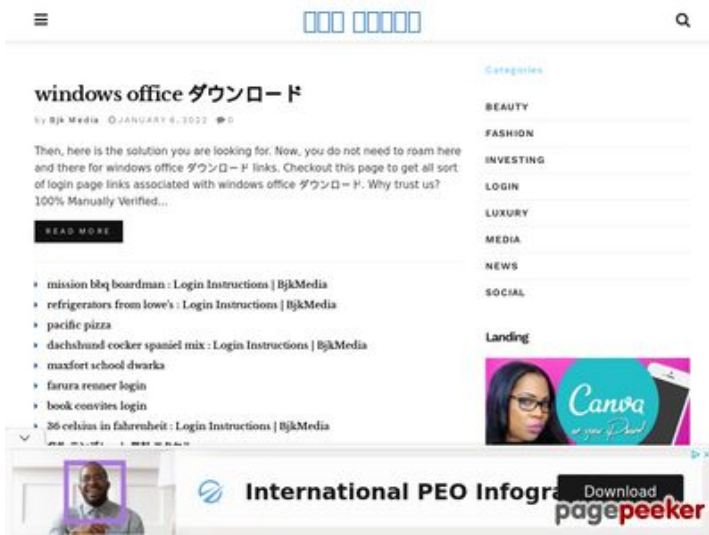 Categories
windows office ダウンロード
by Bjk Media JANUARY 6, 2022 0
BEAUTY
Then, here is the solution you are looking for. Now, you do not need to roam here
and there for windows office ダウンロード links. Checkout this page to get all sort
of login page links associated with windows office ダウンロード. Why trust us?
100% Manually Verified...
READ MORE
FASHION
INVESTING
LOGIN
LUXURY
MEDIA
NEWS
SOCIAL
mission bbq boardman : Login Instructions | BjkMedia
refrigerators from lowe's : Login Instructions | BjkMedia
pacific pizza
dachshund cocker spaniel mix : Login Instructions | BjkMedia
maxfort school dwarka
farura renner login
book convites login
36 celsius in fahrenheit : Login Instructions | BjkMedia
Landing
Canva
International PEO Infogra
Download
pagepeeker